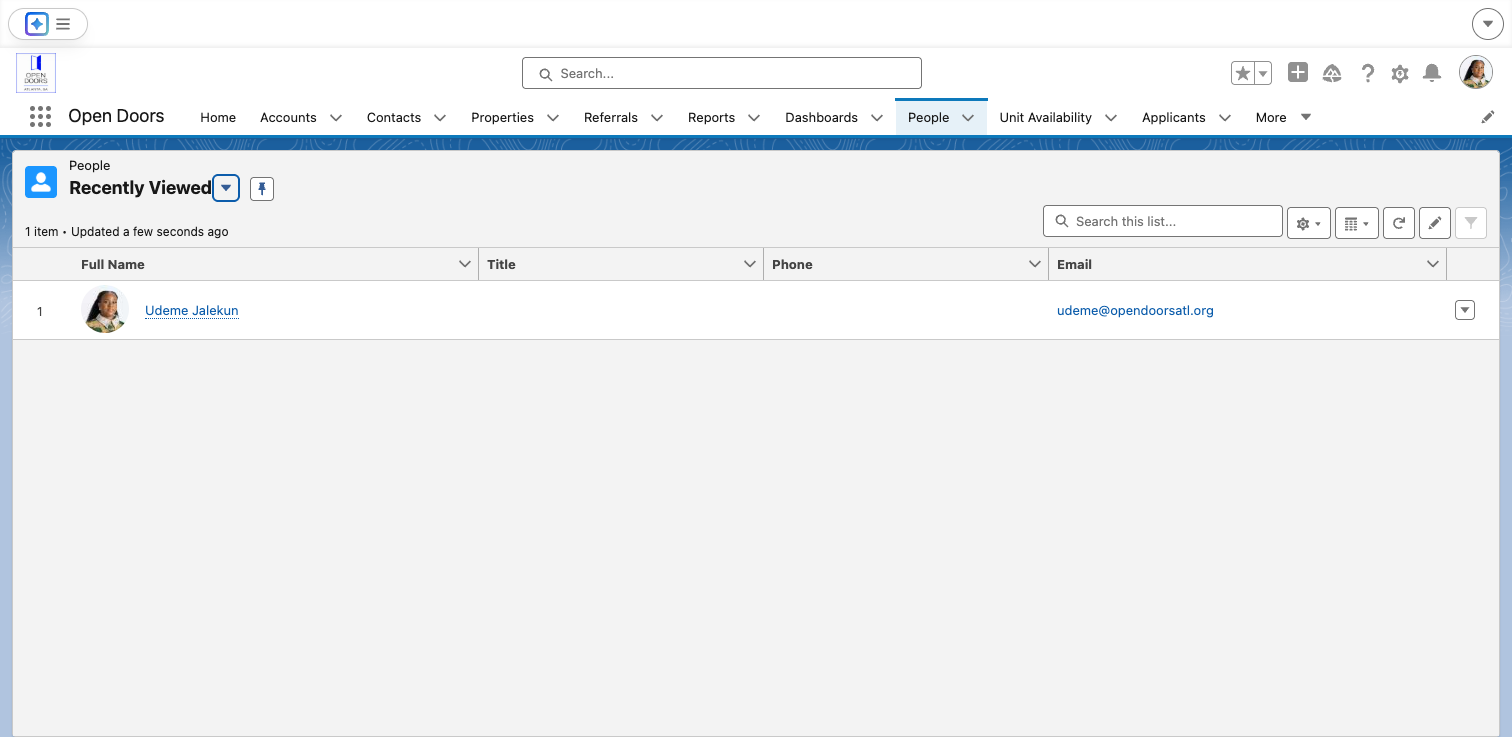 Search...
OPEN
DOORS
ATLANTA, GA
Open Doors
Home
Accounts
Contacts
Properties
Referrals
Reports
Dashboards
People
Unit Availability
Applicants
More
People
Recently Viewed
1 item • Updated a few seconds ago
Search this list...
Full Name
Title
Phone
Email
1
Udeme Jalekun
udeme@opendoorsatl.org